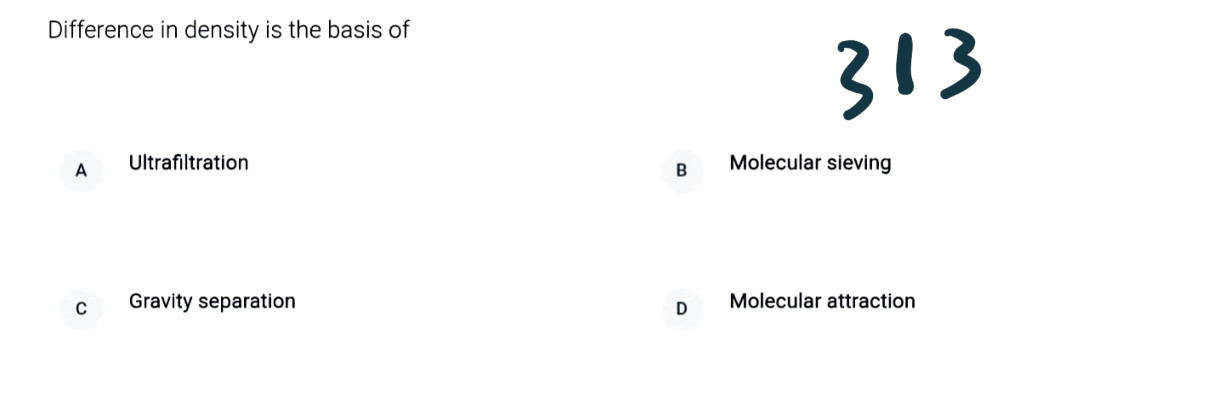 Difference in density is the basis of
313
A Ultrafiltration
B Molecular sieving
C Gravity separation
D Molecular attraction